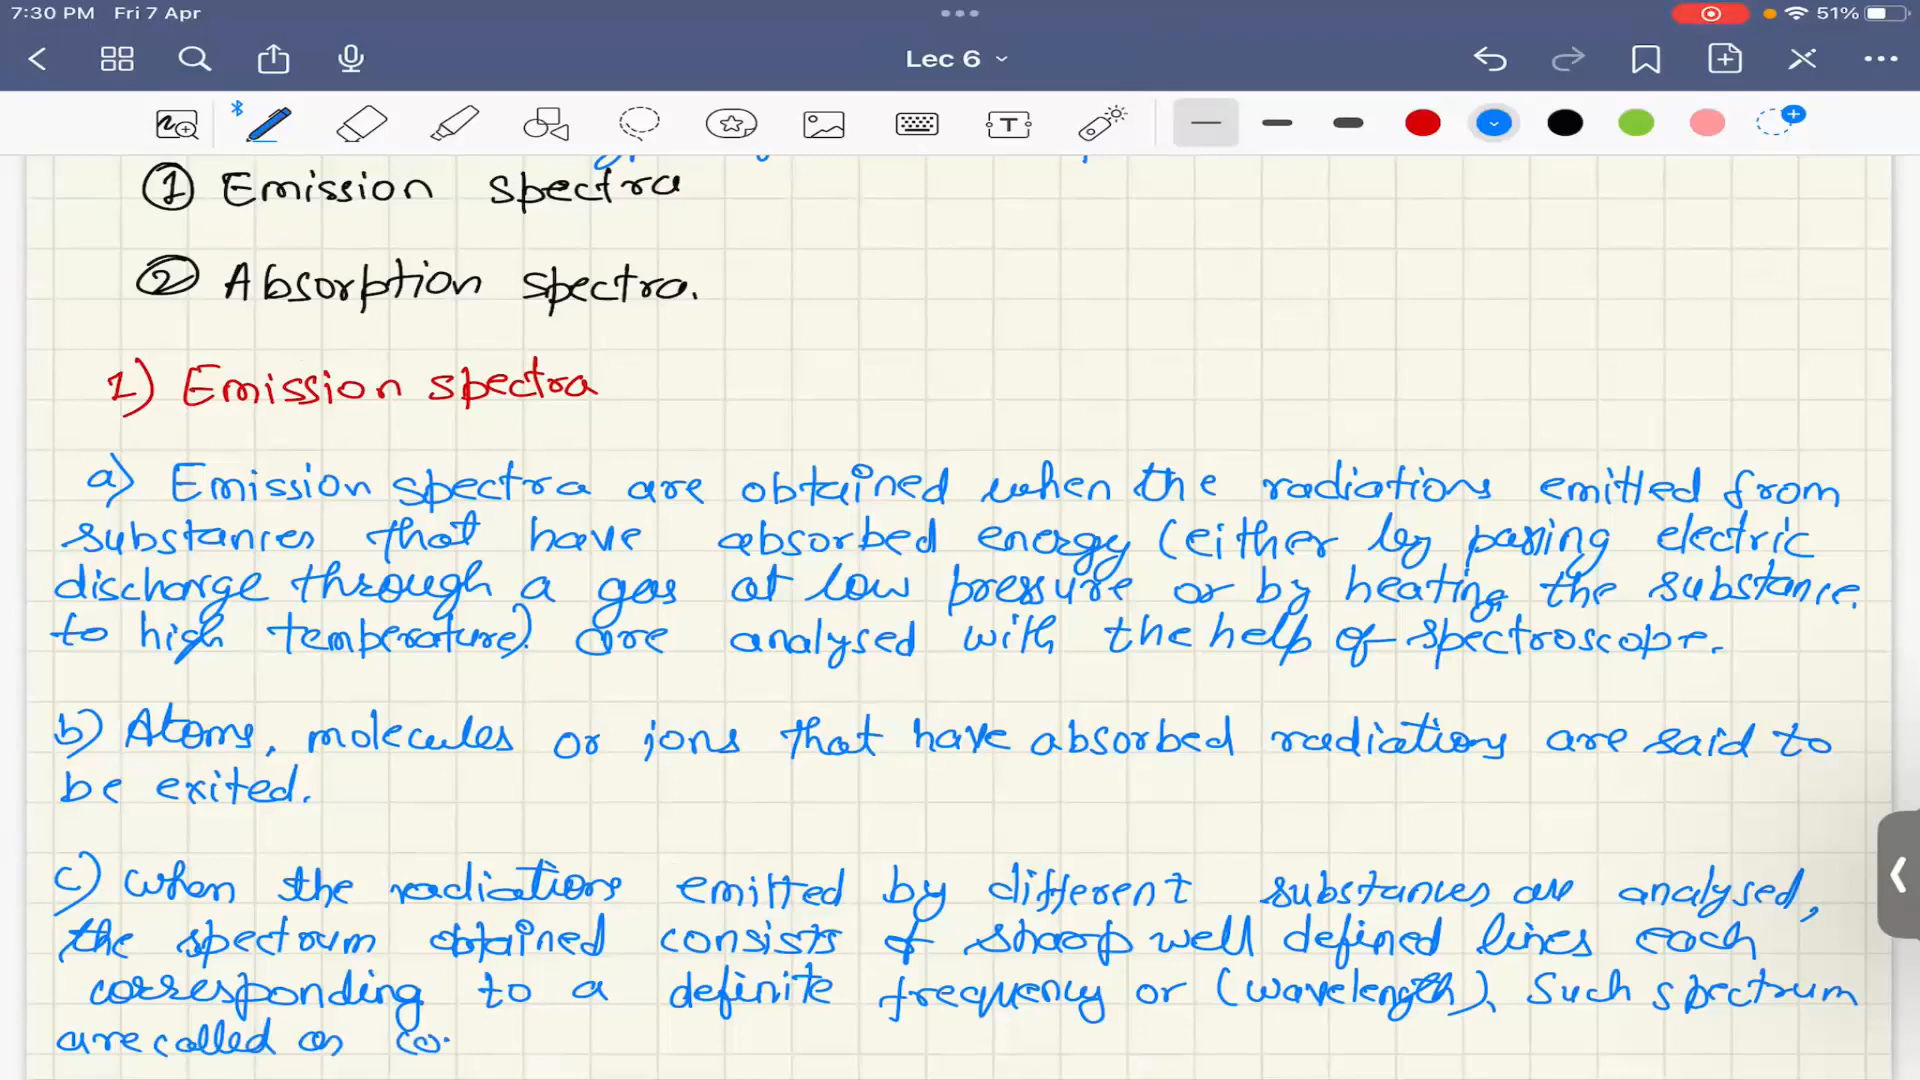 7:30 PM Fri 7 Apr
51%
Lec 6
T
① Emission spectra
② Absorption spectra.
1) Emission spectra
a) Emission spectra are obtained when the radiations emitted from
substances that have absorbed energy (either by passing electric
discharge through a gas at low pressure or by heating the substance
to high temperature) are analysed with the help of spectroscope.
b) Atoms, molecules or ions that have absorbed radiations are said to
be exited.
c) When the radiations emitted by different substances are analysed,
the spectrum obtained consists of sharp well defined lines each
corresponding to a definite frequency or (wavelength). Such spectrum
are called as co